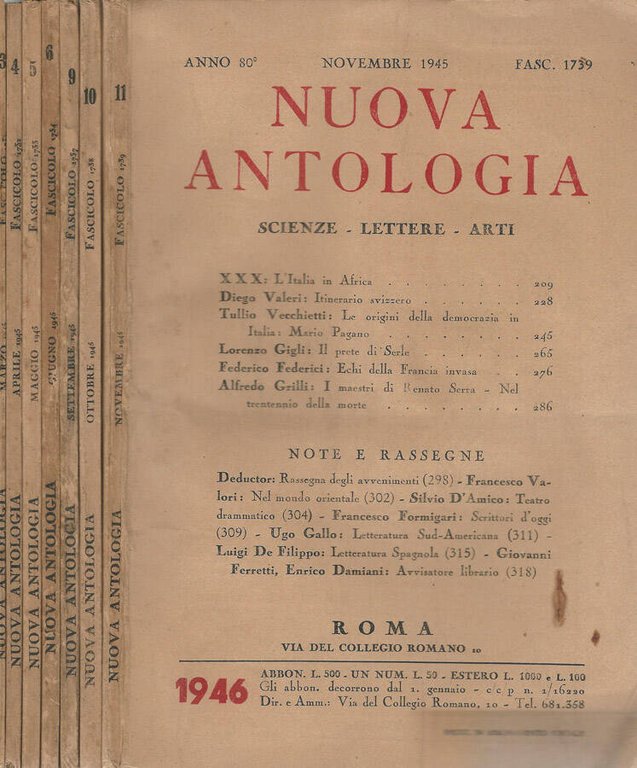 ANNO 80° NOVEMBRE 1945 FASC. 1739
NUOVA
ANTOLOGIA
SCIENZE - LETTERE - ARTI
XXX: L'Italia in Africa . . . . . . . . 209
Diego Valeri: Itinerario svizzero . . . . . . 228
Tullio Vecchietti: Le origini della democrazia in
Italia: Mario Pagano . . . . . . . . 245
Lorenzo Gigli: Il prete di Serle . . . . . . 265
Federico Federici: Echi della Francia invasa . . . 276
Alfredo Grilli: I maestri di Renato Serra - Nel
trentennio della morte . . . . . . . . 286
NOTE E RASSEGNE
Deductor: Rassegna degli avvenimenti (298) - Francesco Va-
lori: Nel mondo orientale (302) - Silvio D'Amico: Teatro
drammatico (304) - Francesco Formigari: Scrittori d'oggi
(309) - Ugo Gallo: Letteratura Sud-Americana (311) -
Luigi De Filippo: Letteratura Spagnola (315) - Giovanni
Ferretti, Enrico Damiani: Avvisatore librario (318)
ROMA
VIA DEL COLLEGIO ROMANO 10
1946
ABBON. L. 500 - UN NUM. L. 50 - ESTERO L. 1000 e L. 100
Gli abbon. decorrono dal 1. gennaio - c c p n. 1/16220
Dir. e Amm.: Via del Collegio Romano, 10 - Tel. 681.358
NUOVA ANTOLOGIA MARZO FASCICOLO 3
NUOVA ANTOLOGIA APRILE 1946 FASCICOLO 1732 4
NUOVA ANTOLOGIA MAGGIO 1946 FASCICOLO 1733 5
NUOVA ANTOLOGIA GIUGNO 1946 FASCICOLO 1734 6
NUOVA ANTOLOGIA SETTEMBRE 1946 FASCICOLO 1737 9
NUOVA ANTOLOGIA OTTOBRE 1946 FASCICOLO 1738 10
NUOVA ANTOLOGIA NOVEMBRE 1946 FASCICOLO 1739 11